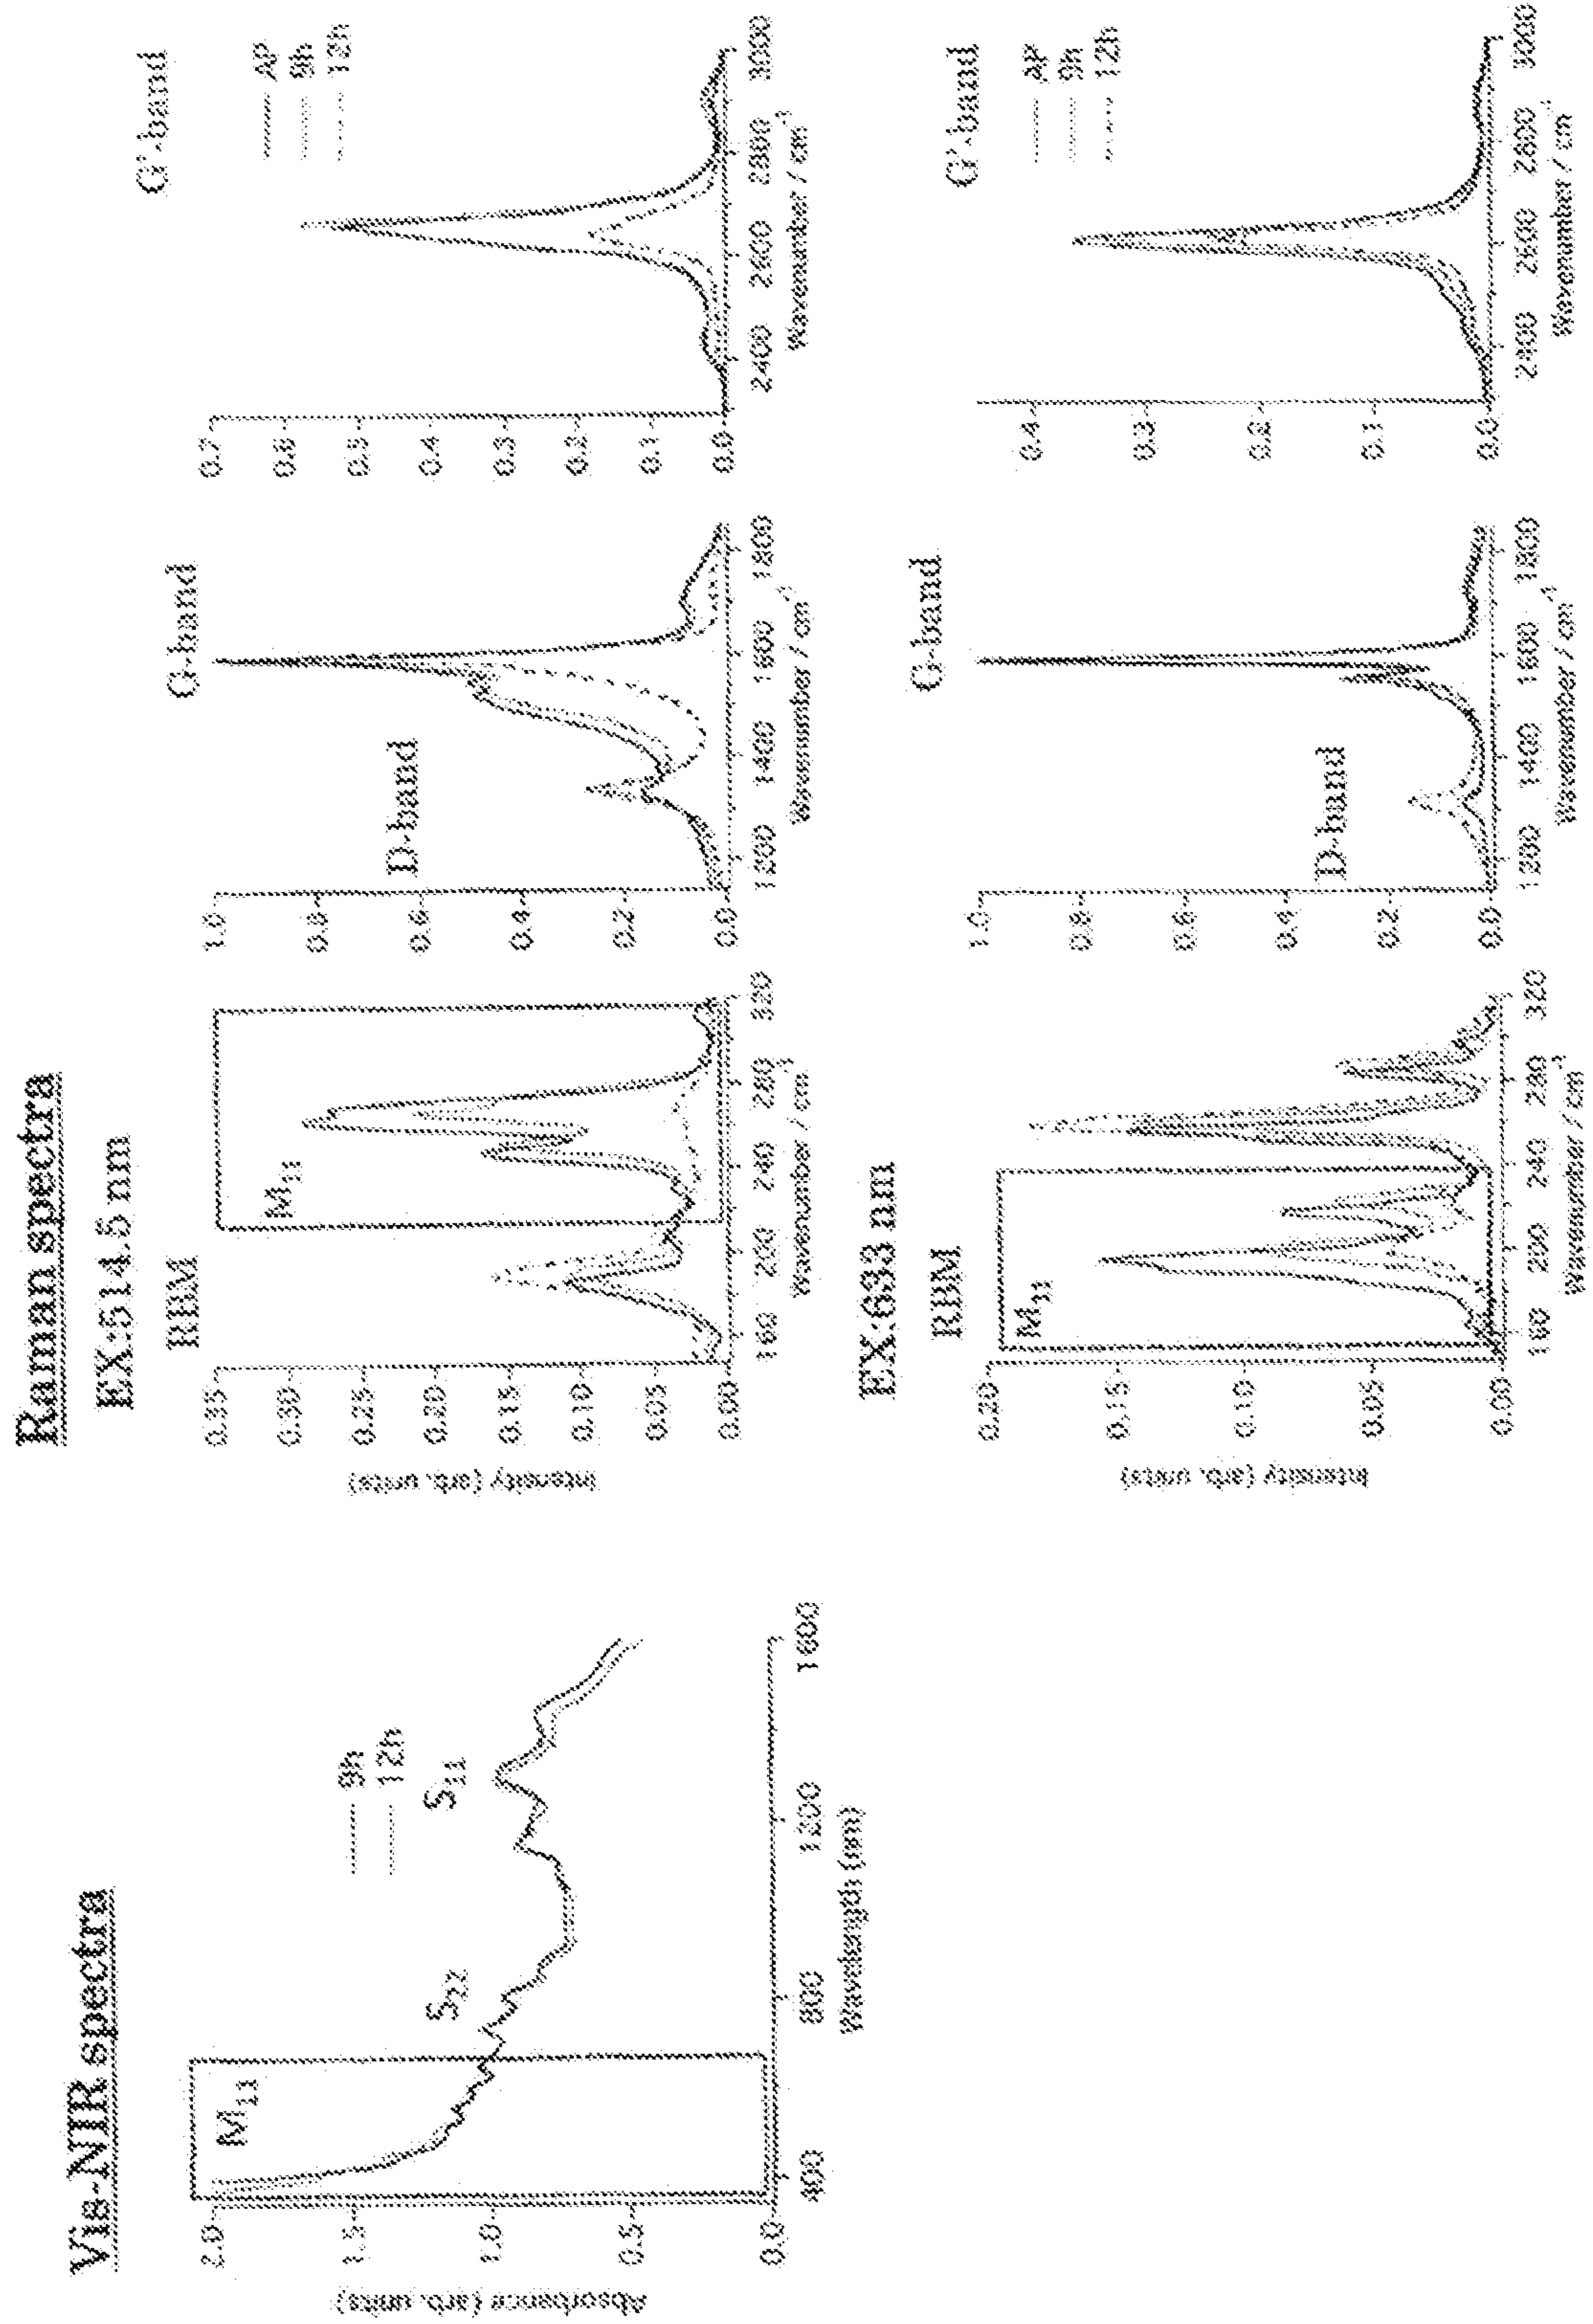 Vis-NIR spectra
Absorbance (arb. units)
2.0
1.5
1.0
0.5
0.0
M11
S22
S11
9h
12h
400
800
1200
1600
Wavelength (nm)
Raman spectra
EX:514.5 nm
RBM
Intensity (arb. units)
0.35
0.30
0.25
0.20
0.15
0.10
0.05
0.00
M11
160
200
240
280
320
Wavenumber / cm-1
G-band
D-band
1.0
0.8
0.6
0.4
0.2
0.0
1200
1400
1600
1800
Wavenumber / cm-1
G'-band
AP
9h
12h
0.7
0.6
0.5
0.4
0.3
0.2
0.1
0.0
2400
2600
2800
3000
Wavenumber / cm-1
EX:633 nm
RBM
Intensity (arb. units)
0.20
0.15
0.10
0.05
0.00
M11
160
200
240
280
320
Wavenumber / cm-1
G-band
D-band
1.0
0.8
0.6
0.4
0.2
0.0
1200
1400
1600
1800
Wavenumber / cm-1
G'-band
AP
9h
12h
0.4
0.3
0.2
0.1
0.0
2400
2600
2800
3000
Wavenumber / cm-1